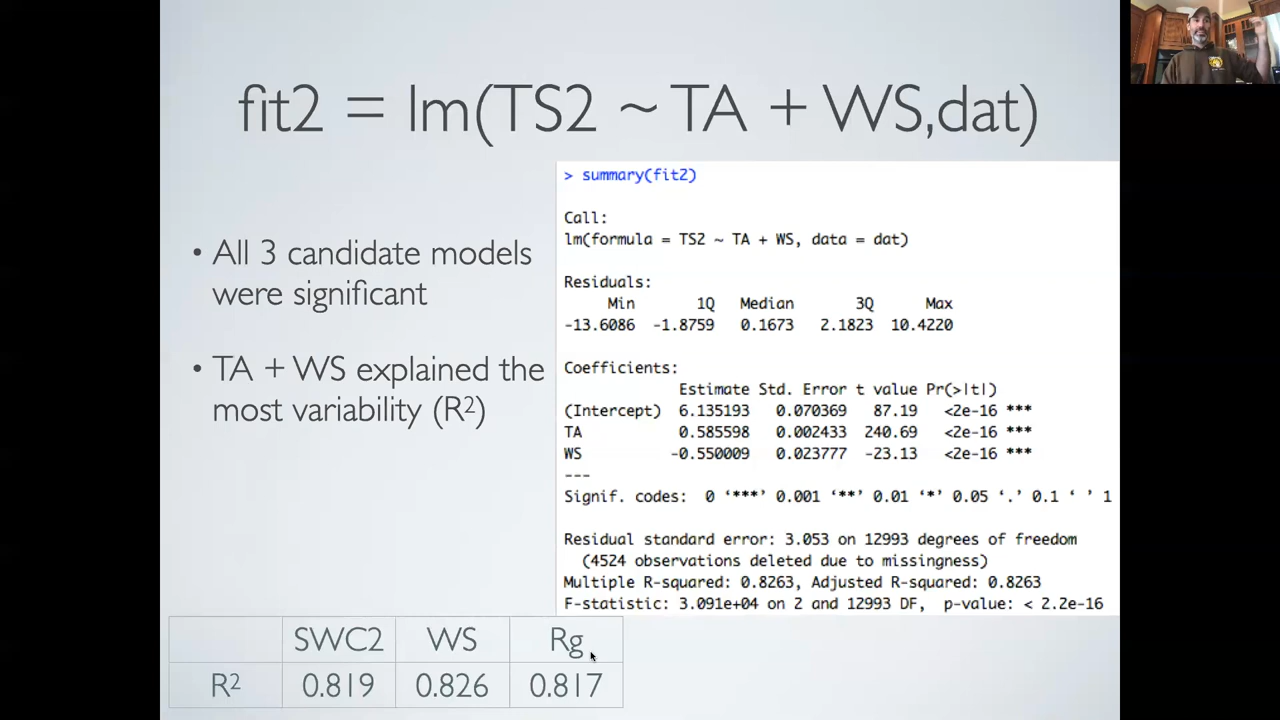 fit2 = lm(TS2 ~ TA + WS,dat)
• All 3 candidate models
were significant
• TA + WS explained the
most variability (R²)
> summary(fit2)
Call:
lm(formula = TS2 ~ TA + WS, data = dat)
Residuals:
Min 1Q Median 3Q Max
-13.6086 -1.8759 0.1673 2.1823 10.4220
Coefficients:
Estimate Std. Error t value Pr(>|t|)
(Intercept) 6.135193 0.070369 87.19 <2e-16 ***
TA 0.585598 0.002433 240.69 <2e-16 ***
WS -0.550009 0.023777 -23.13 <2e-16 ***
---
Signif. codes: 0 ‘***’ 0.001 ‘**’ 0.01 ‘*’ 0.05 ‘.’ 0.1 ‘ ’ 1
Residual standard error: 3.053 on 12993 degrees of freedom
(4524 observations deleted due to missingness)
Multiple R-squared: 0.8263, Adjusted R-squared: 0.8263
F-statistic: 3.091e+04 on 2 and 12993 DF, p-value: < 2.2e-16
SWC2 WS Rg
R² 0.819 0.826 0.817